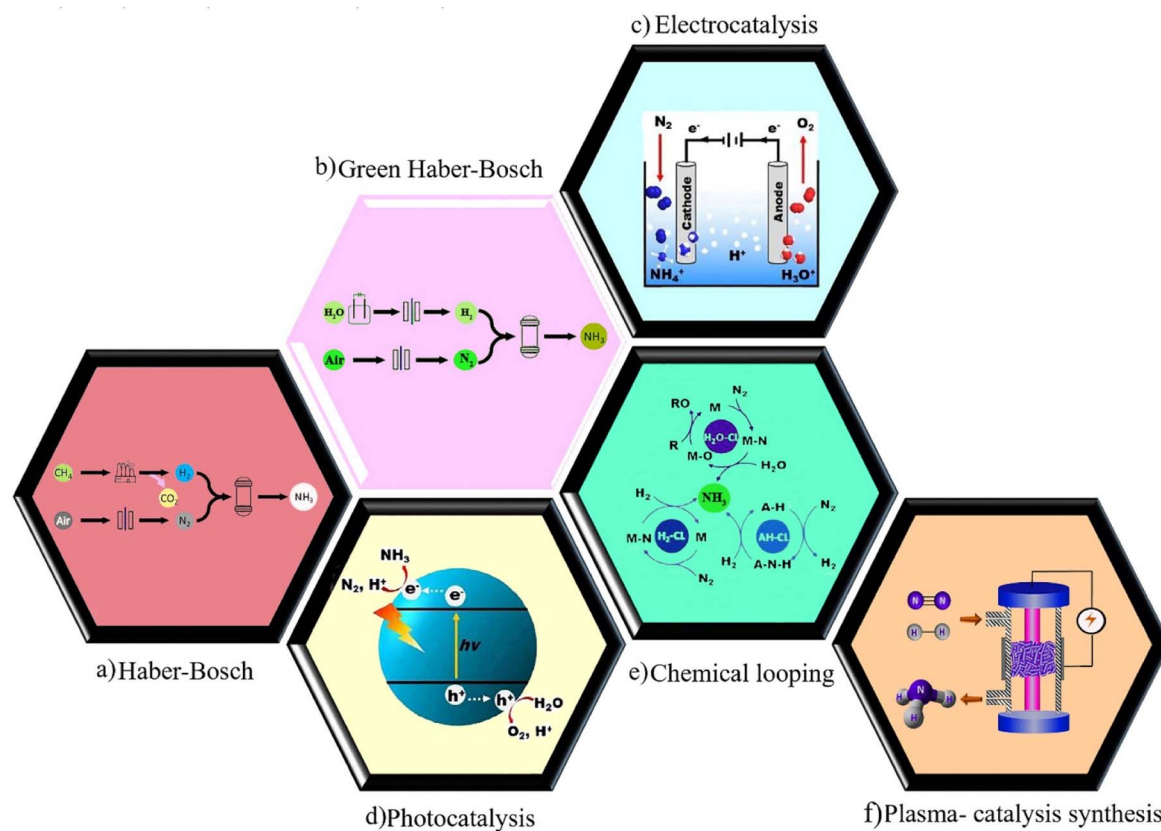 c) Electrocatalysis
N₂
e⁻
e⁻
O₂
Cathode
Anode
H⁺
NH₄⁺
H₃O⁺
b) Green Haber-Bosch
H₂O
H₂
Air
N₂
NH₃
a) Haber-Bosch
CH₄
H₂
CO₂
Air
N₂
NH₃
d) Photocatalysis
NH₃
N₂, H⁺
e⁻
e⁻
hv
h⁺
h⁺
H₂O
O₂, H⁺
e) Chemical looping
RO
M
N₂
R
H₂O-CL
M-N
M-O
H₂O
H₂
NH₃
A-H
N₂
M-N
H₂-CL
M
AH-CL
H₂
A-N-H
H₂
N₂
f) Plasma- catalysis synthesis
N
N
H
H
N
H
H
H